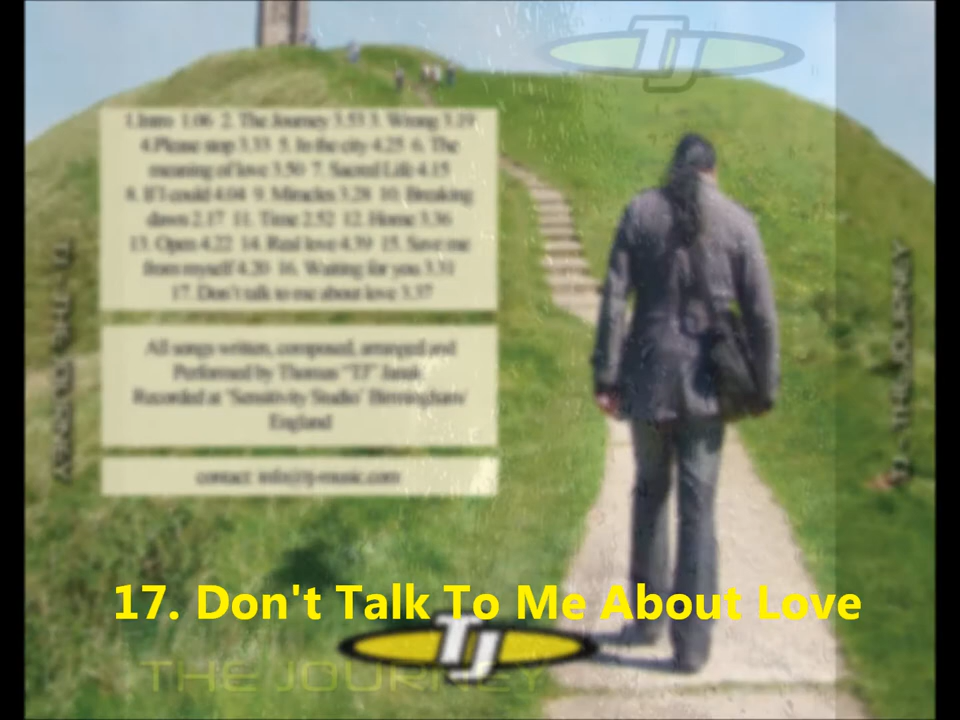 TJ
1.Intro 1.06 2. The Journey 3.53 3. Wrong 3.19
4.Please stop 3.33 5. In the city 4.25 6. The
meaning of love 3.50 7. Sacred Life 4.15
8. If I could 4.04 9. Miracles 3.28 10. Breaking
dawn 2.17 11. Time 2.52 12. Home 3.36
13. Open 4.22 14. Real love 4.39 15. Save me
from myself 4.20 16. Waiting for you 3.31
17. Don't talk to me about love 3.37
All songs written, composed, arranged and
Performed by Thomas "TJ"
Recorded at 'Sensitivity Studio' Birmingham/
England
contact: info@tj-music.com
TJ - THE JOURNEY
17. Don't Talk To Me About Love
TJ
THE JOURNEY